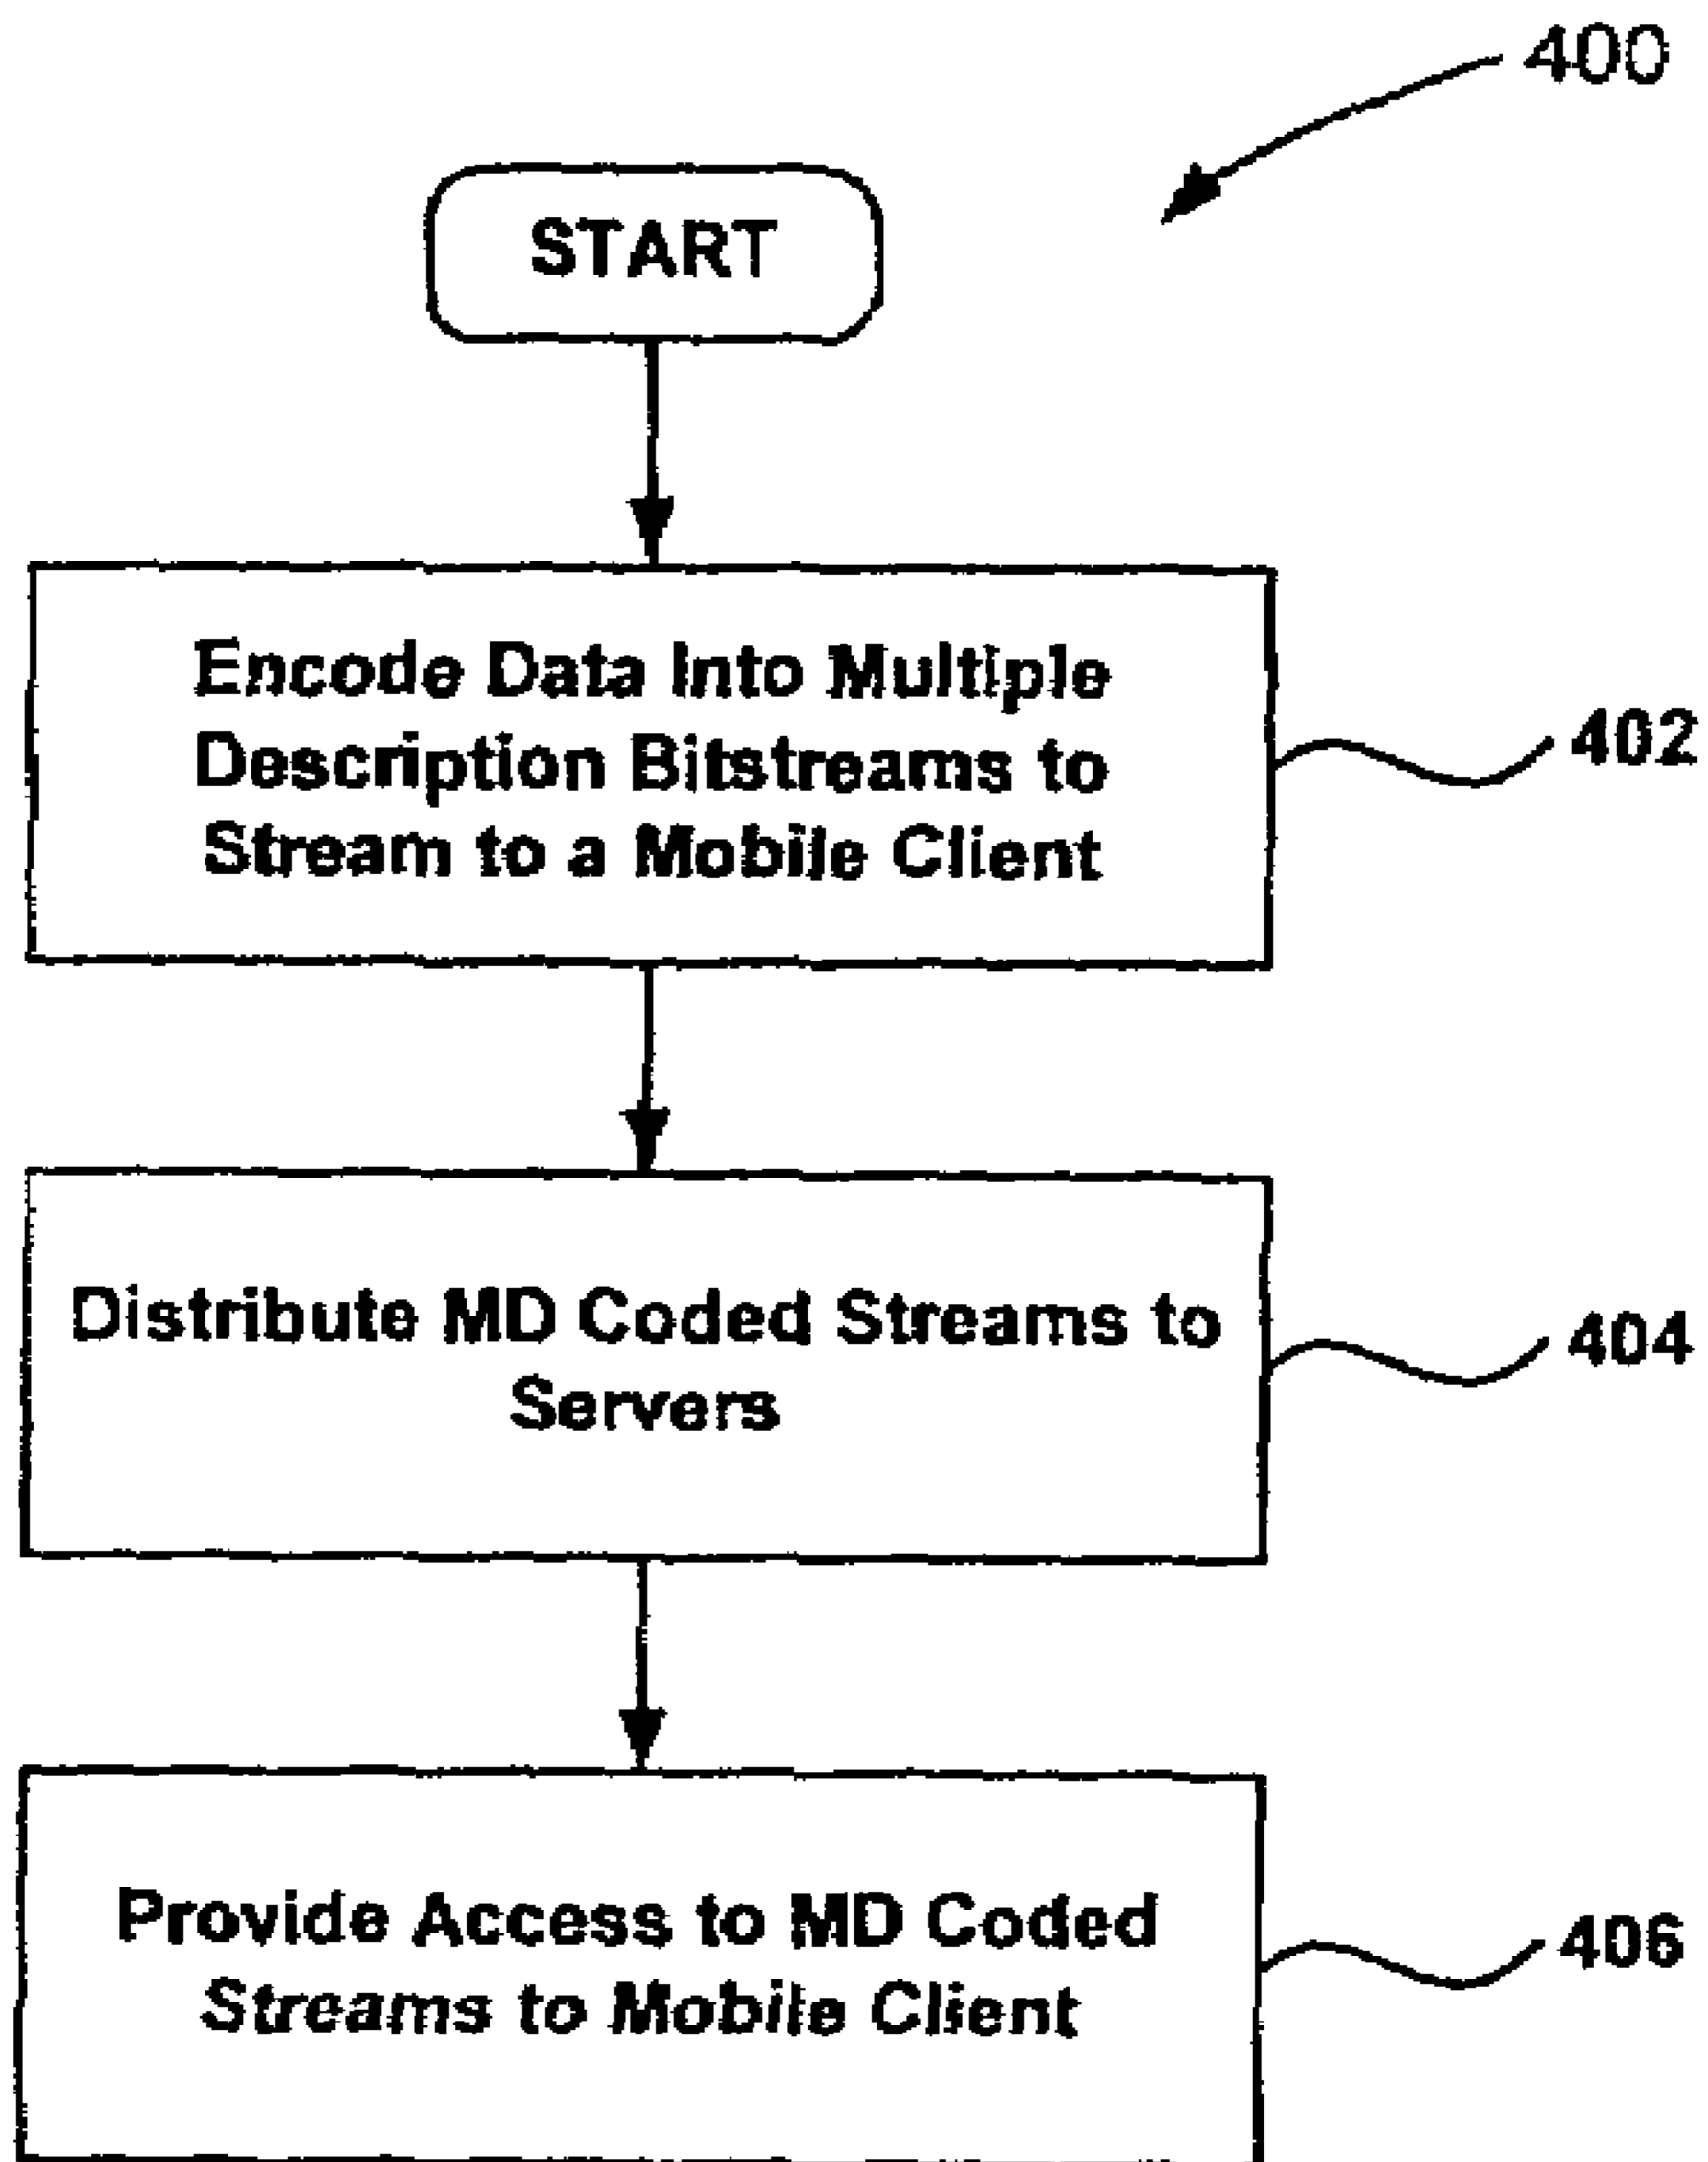 400
START
Encode Data Into Multiple
Description Bitstreams to
Stream to a Mobile Client
402
Distribute MD Coded Streams to
Servers
404
Provide Access to MD Coded
Streams to Mobile Client
406